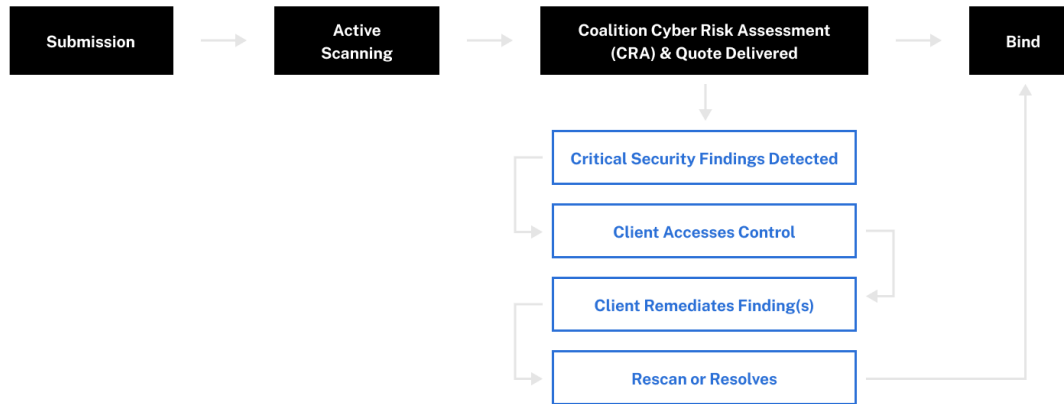 Submission
Active
Scanning
Coalition Cyber Risk Assessment
(CRA) & Quote Delivered
Bind
Critical Security Findings Detected
Client Accesses Control
Client Remediates Finding(s)
Rescan or Resolves